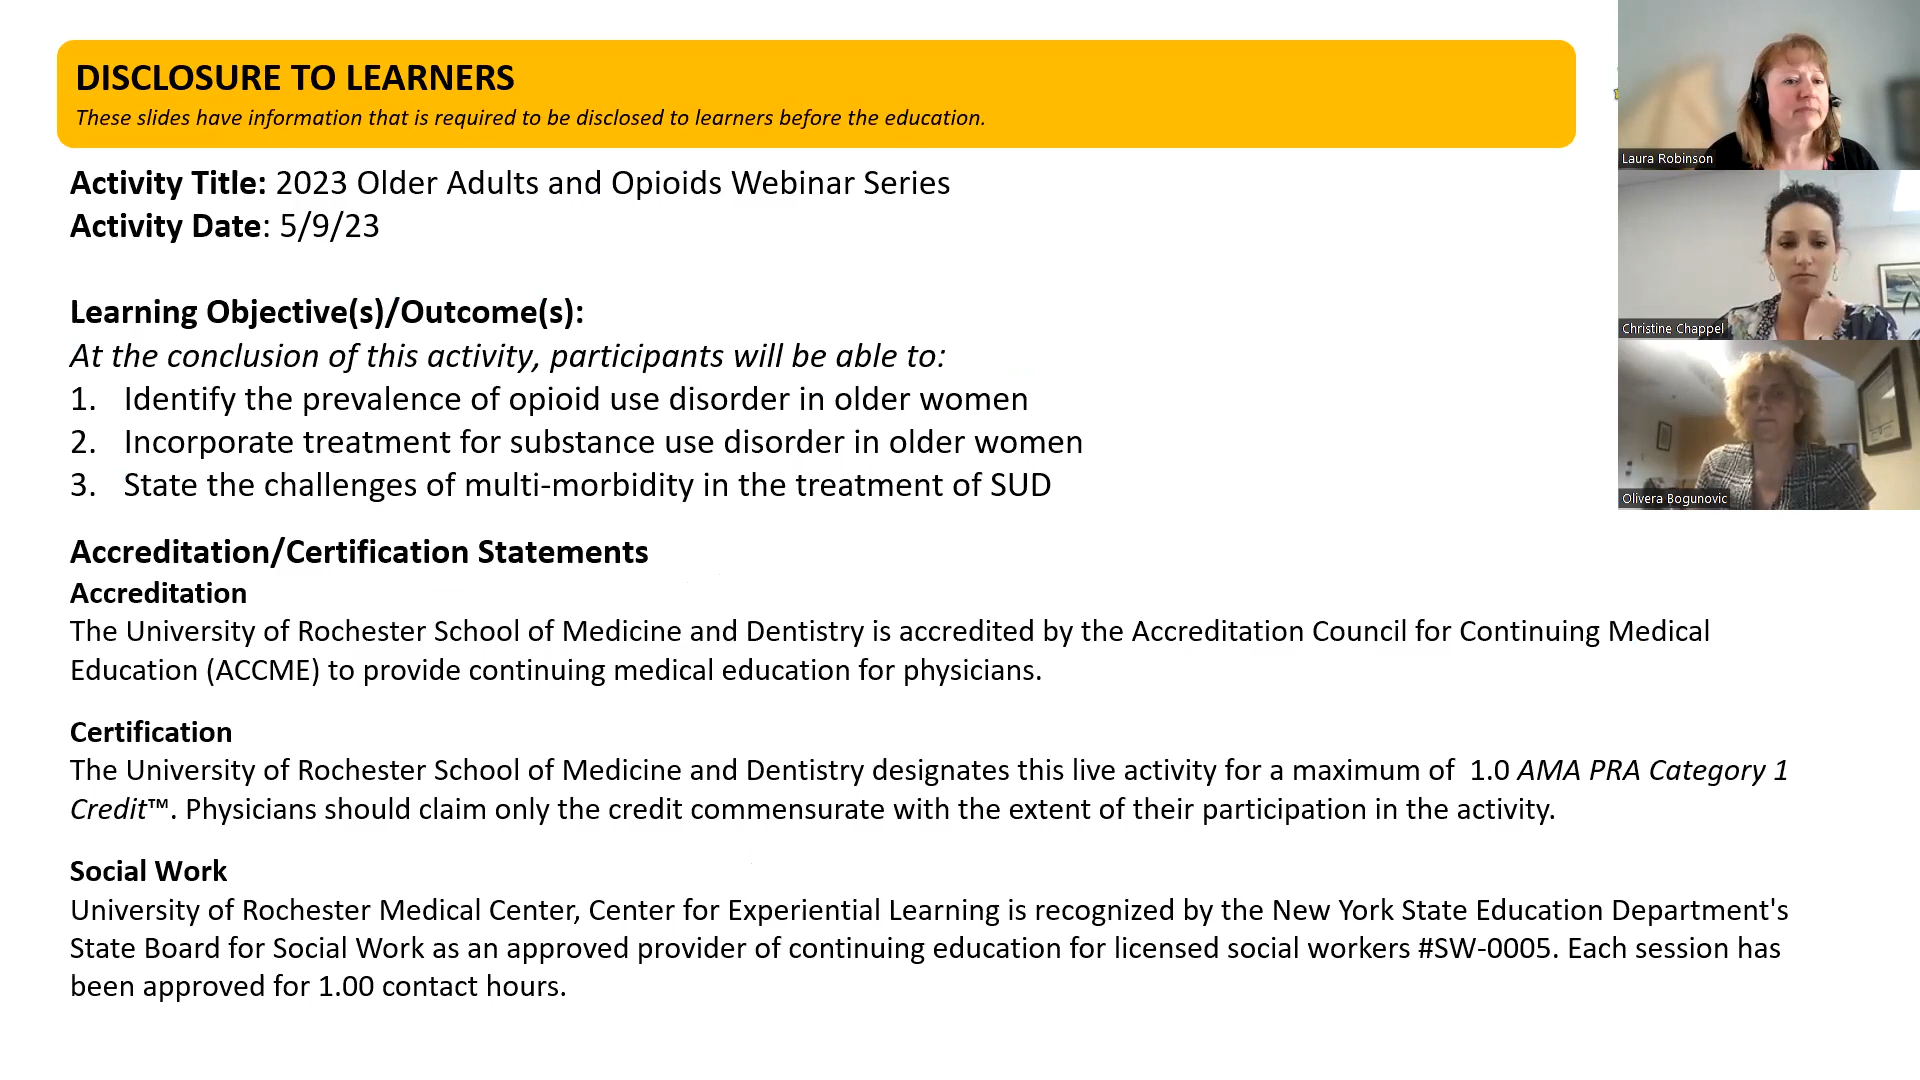 DISCLOSURE TO LEARNERS
These slides have information that is required to be disclosed to learners before the education.
Activity Title: 2023 Older Adults and Opioids Webinar Series
Activity Date: 5/9/23
Learning Objective(s)/Outcome(s):
At the conclusion of this activity, participants will be able to:
1. Identify the prevalence of opioid use disorder in older women
2. Incorporate treatment for substance use disorder in older women
3. State the challenges of multi-morbidity in the treatment of SUD
Accreditation/Certification Statements
Accreditation
The University of Rochester School of Medicine and Dentistry is accredited by the Accreditation Council for Continuing Medical
Education (ACCME) to provide continuing medical education for physicians.
Certification
The University of Rochester School of Medicine and Dentistry designates this live activity for a maximum of 1.0 AMA PRA Category 1
Credit™. Physicians should claim only the credit commensurate with the extent of their participation in the activity.
Social Work
University of Rochester Medical Center, Center for Experiential Learning is recognized by the New York State Education Department's
State Board for Social Work as an approved provider of continuing education for licensed social workers #SW-0005. Each session has
been approved for 1.00 contact hours.
Laura Robinson
Christine Chappel
Olivera Bogunovic